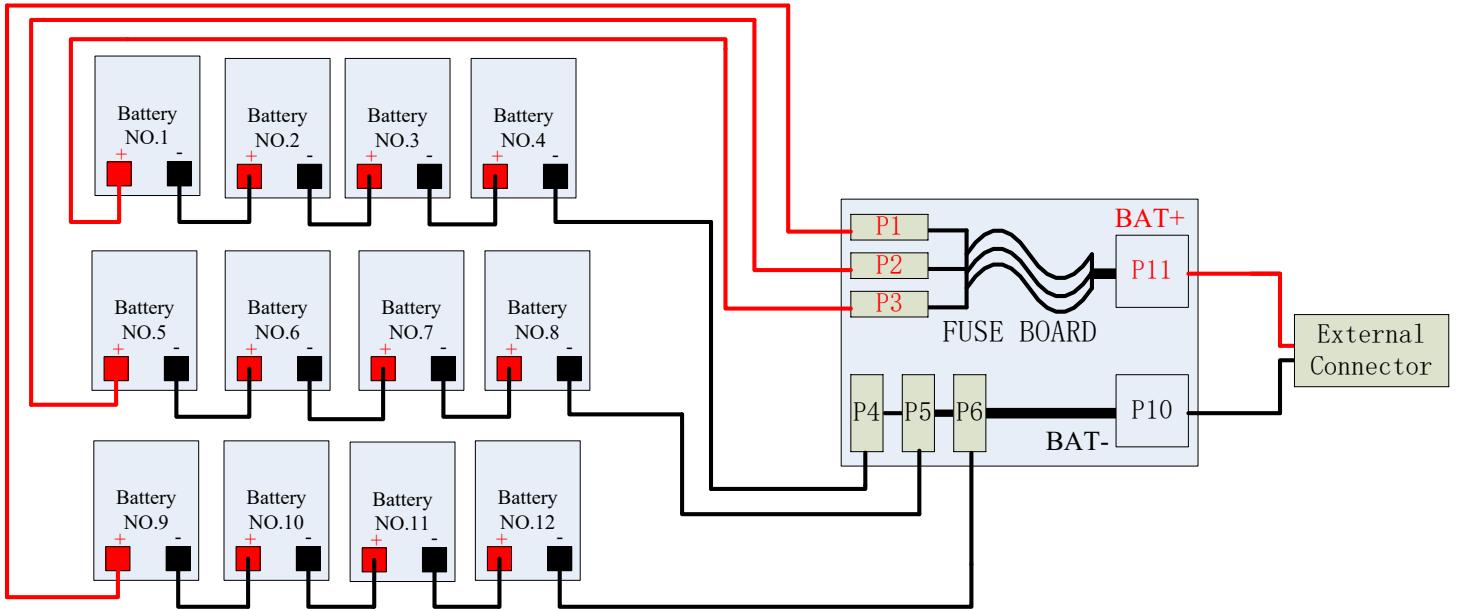 Battery
NO.1
+ -
Battery
NO.2
+ -
Battery
NO.3
+ -
Battery
NO.4
+ -
Battery
NO.5
+ -
Battery
NO.6
+ -
Battery
NO.7
+ -
Battery
NO.8
+ -
Battery
NO.9
+ -
Battery
NO.10
+ -
Battery
NO.11
+ -
Battery
NO.12
+ -
P1
P2
P3
BAT+
P11
FUSE BOARD
P4
P5
P6
P10
BAT-
External
Connector